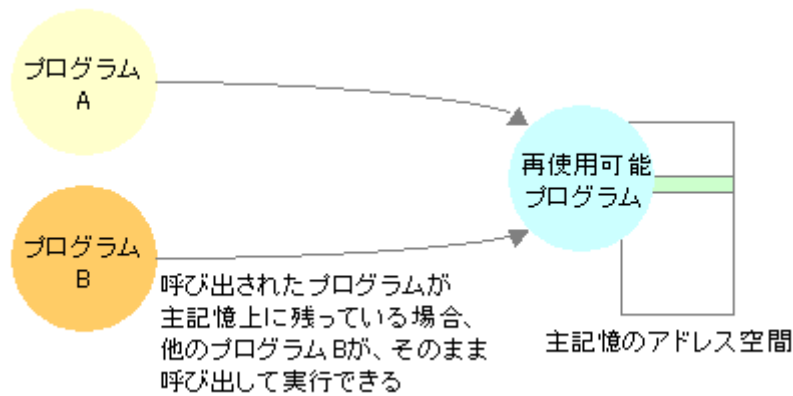 プログラム
A
再使用可能
プログラム
プログラム
B
呼び出されたプログラムが
主記憶上に残っている場合、
他のプログラムBが、そのまま
呼び出して実行できる
主記憶のアドレス空間